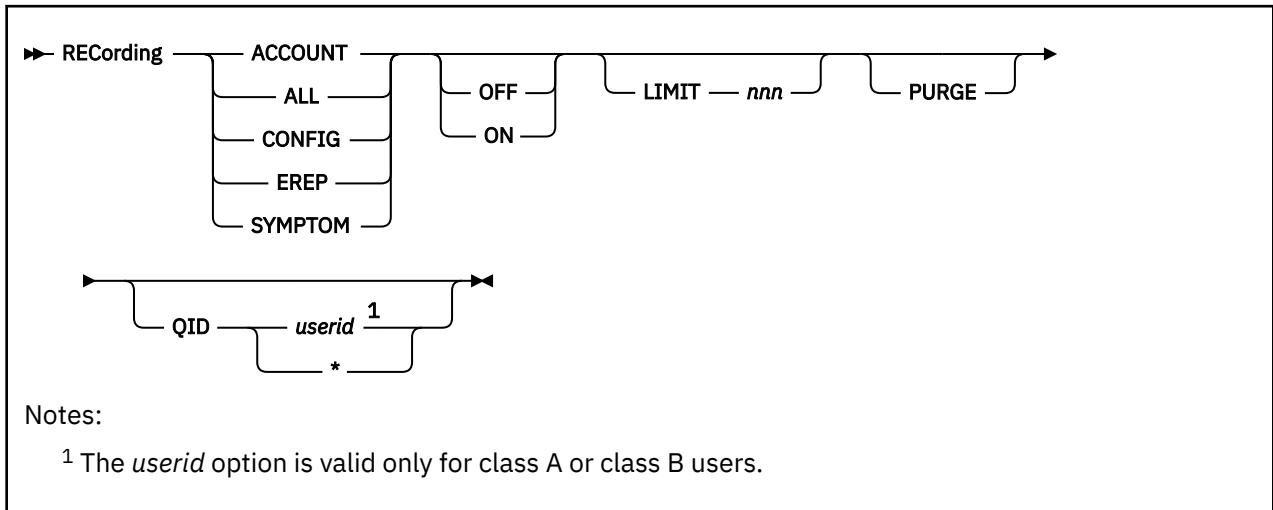 RECording ACCOUNT
ALL OFF LIMIT nnn PURGE
CONFIG ON
EREP
SYMPTOM
QID userid 1
*
Notes:
1 The userid option is valid only for class A or class B users.